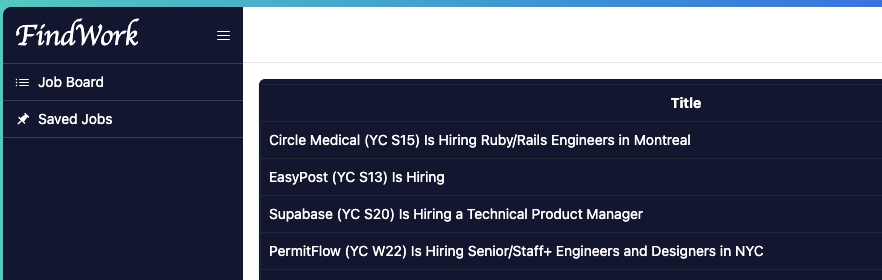 FindWork
Job Board
Saved Jobs
Title
Circle Medical (YC S15) Is Hiring Ruby/Rails Engineers in Montreal
EasyPost (YC S13) Is Hiring
Supabase (YC S20) Is Hiring a Technical Product Manager
PermitFlow (YC W22) Is Hiring Senior/Staff+ Engineers and Designers in NYC